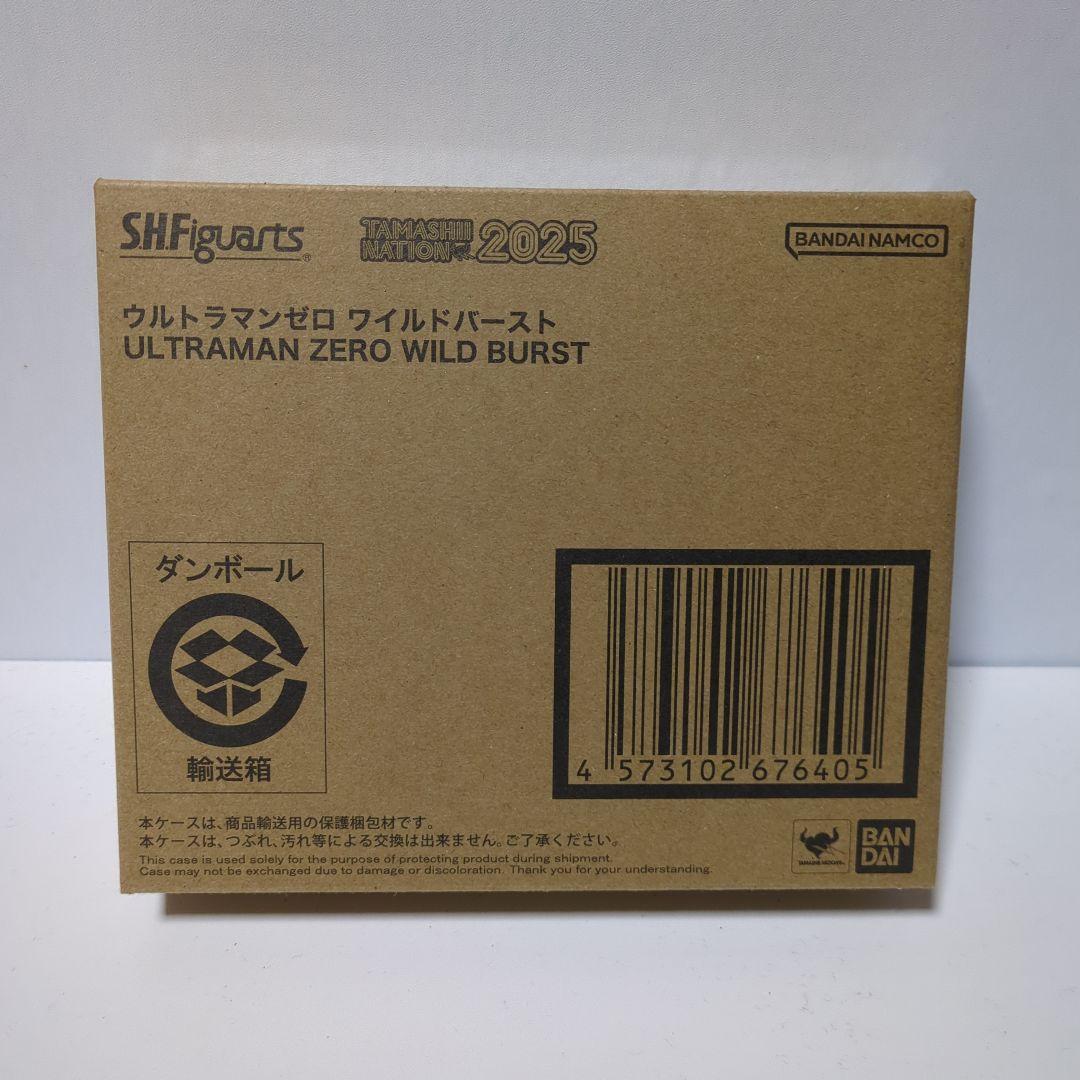 S.H.Figuarts®
TAMASHII NATION 2025
BANDAI NAMCO
ウルトラマンゼロ ワイルドバースト
ULTRAMAN ZERO WILD BURST
ダンボール
輸送箱
4 573102 676405
本ケースは、商品輸送用の保護梱包材です。
本ケースは、つぶれ、汚れ等による交換は出来ません。ご了承ください。
This case is used solely for the purpose of protecting product during shipment.
Case may not be exchanged due to damage or discoloration. Thank you for your understanding.
TAMASHII NATIONS
BAN
DAI